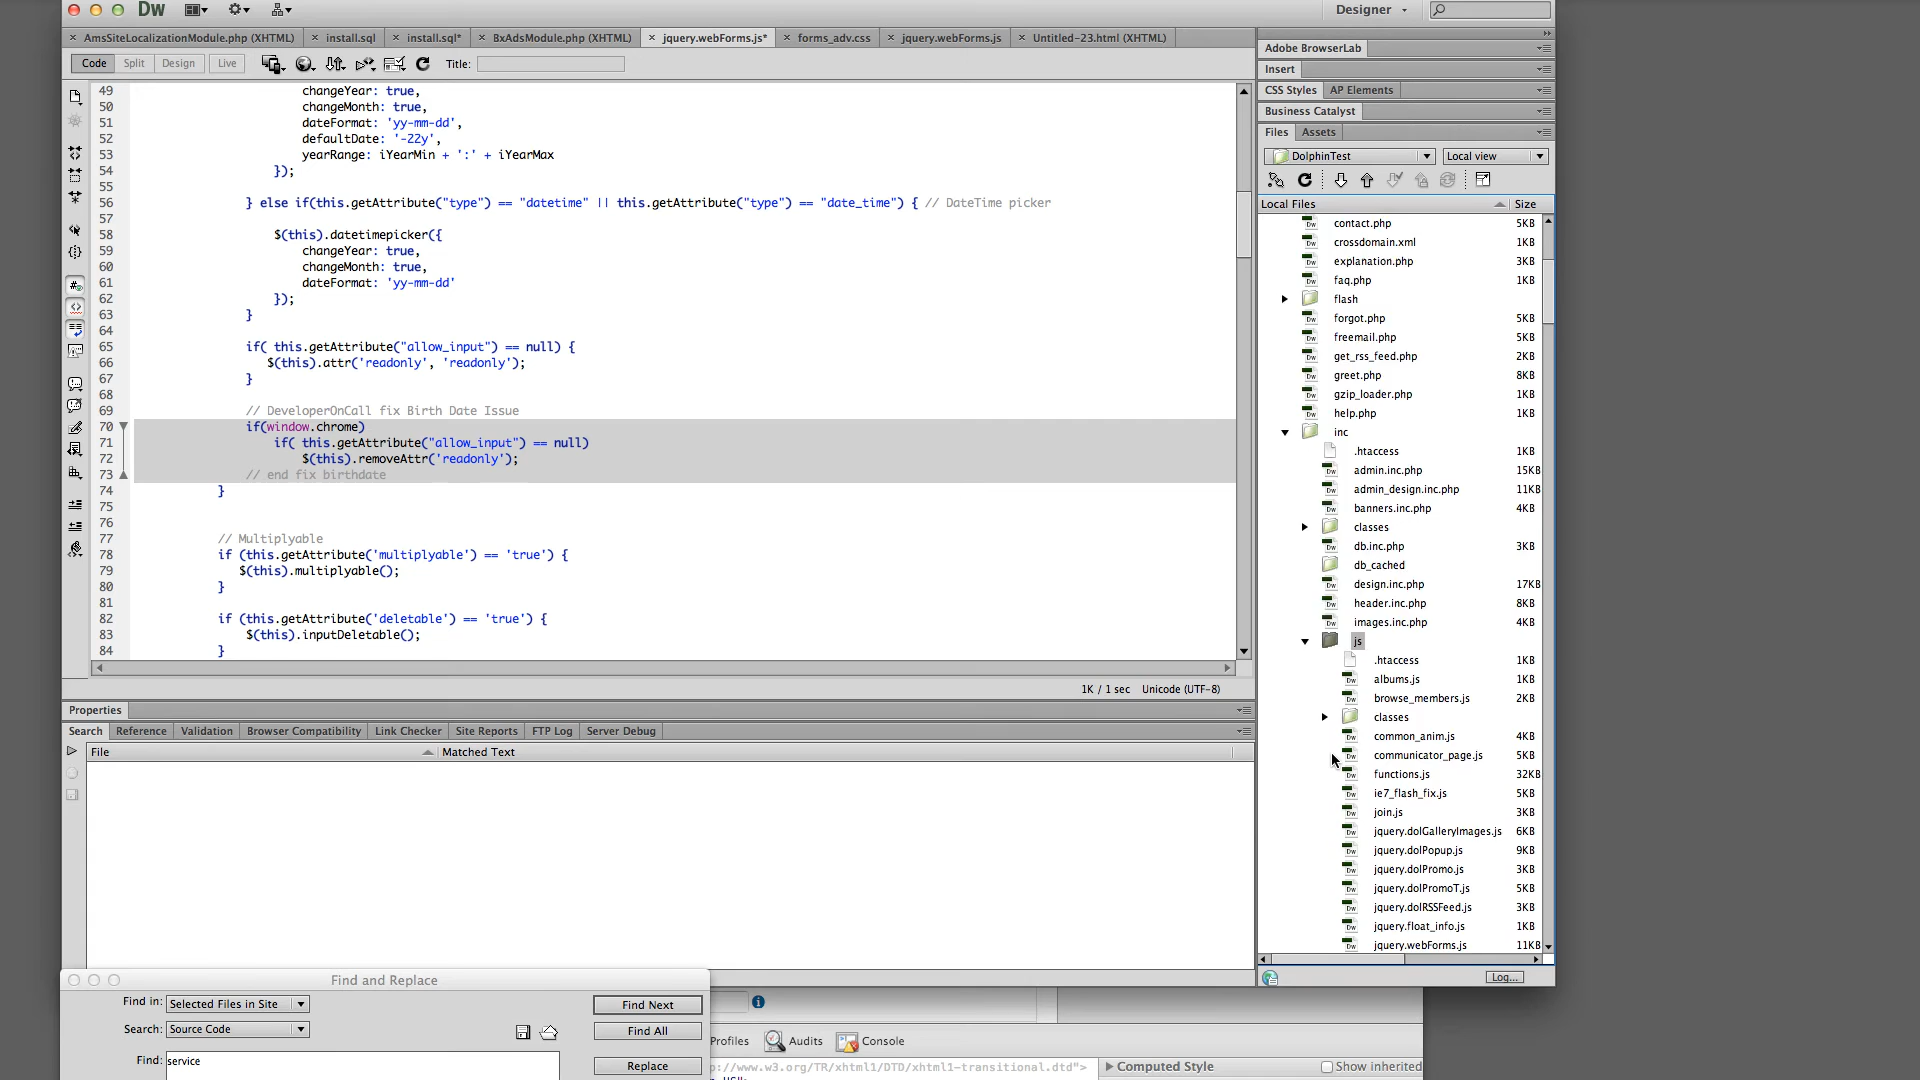 Dw
Designer
AmsSiteLocalizationModule.php (XHTML)
install.sql
install.sql*
BxAdsModule.php (XHTML)
jquery.webForms.js*
forms_adv.css
jquery.webForms.js
Untitled-23.html (XHTML)
Code
Split
Design
Live
Title:
49 changeYear: true,
50 changeMonth: true,
51 dateFormat: 'yy-mm-dd',
52 defaultDate: '-22y',
53 yearRange: iYearMin + ':' + iYearMax
54 });
55
56 } else if(this.getAttribute("type") == "datetime" || this.getAttribute("type") == "date_time") { // DateTime picker
57
58 $(this).datetimepicker({
59 changeYear: true,
60 changeMonth: true,
61 dateFormat: 'yy-mm-dd'
62 });
63 }
64
65 if( this.getAttribute("allow_input") == null) {
66 $(this).attr('readonly', 'readonly');
67 }
68
69 // DeveloperOnCall fix Birth Date Issue
70 if(window.chrome)
71 if( this.getAttribute("allow_input") == null)
72 $(this).removeAttr('readonly');
73 // end fix birthdate
74 }
75
76
77 // Multiplyable
78 if (this.getAttribute('multiplyable') == 'true') {
79 $(this).multiplyable();
80 }
81
82 if (this.getAttribute('deletable') == 'true') {
83 $(this).inputDeletable();
84 }
1K / 1 sec Unicode (UTF-8)
Properties
Search
Reference
Validation
Browser Compatibility
Link Checker
Site Reports
FTP Log
Server Debug
File
Matched Text
Adobe BrowserLab
Insert
CSS Styles
AP Elements
Business Catalyst
Files
Assets
DolphinTest
Local view
Local Files
Size
contact.php 5KB
crossdomain.xml 1KB
explanation.php 3KB
faq.php 1KB
flash
forgot.php 5KB
freemail.php 5KB
get_rss_feed.php 2KB
greet.php 8KB
gzip_loader.php 1KB
help.php 1KB
inc
.htaccess 1KB
admin.inc.php 15KB
admin_design.inc.php 11KB
banners.inc.php 4KB
classes
db.inc.php 3KB
db_cached
design.inc.php 17KB
header.inc.php 8KB
images.inc.php 4KB
js
.htaccess 1KB
albums.js 1KB
browse_members.js 2KB
classes
common_anim.js 4KB
communicator_page.js 5KB
functions.js 32KB
ie7_flash_fix.js 5KB
join.js 3KB
jquery.dolGalleryImages.js 6KB
jquery.dolPopup.js 9KB
jquery.dolPromo.js 3KB
jquery.dolPromoT.js 5KB
jquery.dolRSSFeed.js 3KB
jquery.float_info.js 1KB
jquery.webForms.js 11KB
Log...
Find and Replace
Find in: Selected Files in Site
Find Next
Search: Source Code
Find All
Find: service
Replace
Profiles
Audits
Console
p://www.w3.org/TR/xhtml1/DTD/xhtml1-transitional.dtd">
Computed Style
Show inherited